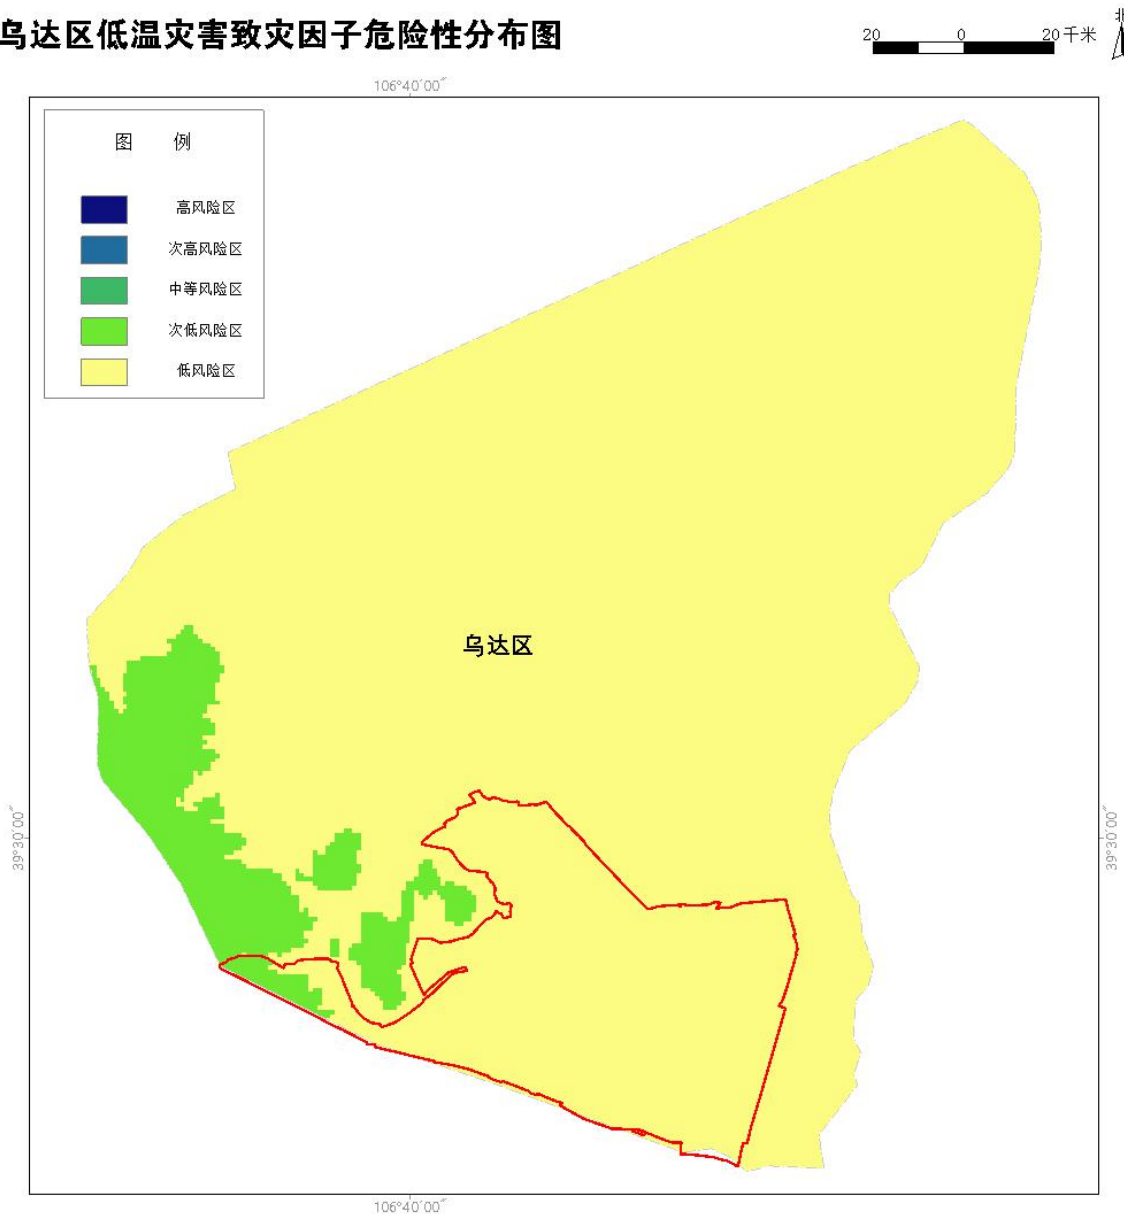 乌达区低温灾害致灾因子危险性分布图
20 0 20千米
北
106°40′00″
图 例
高风险区
次高风险区
中等风险区
次低风险区
低风险区
乌达区
39°30′00″
39°30′00″
106°40′00″